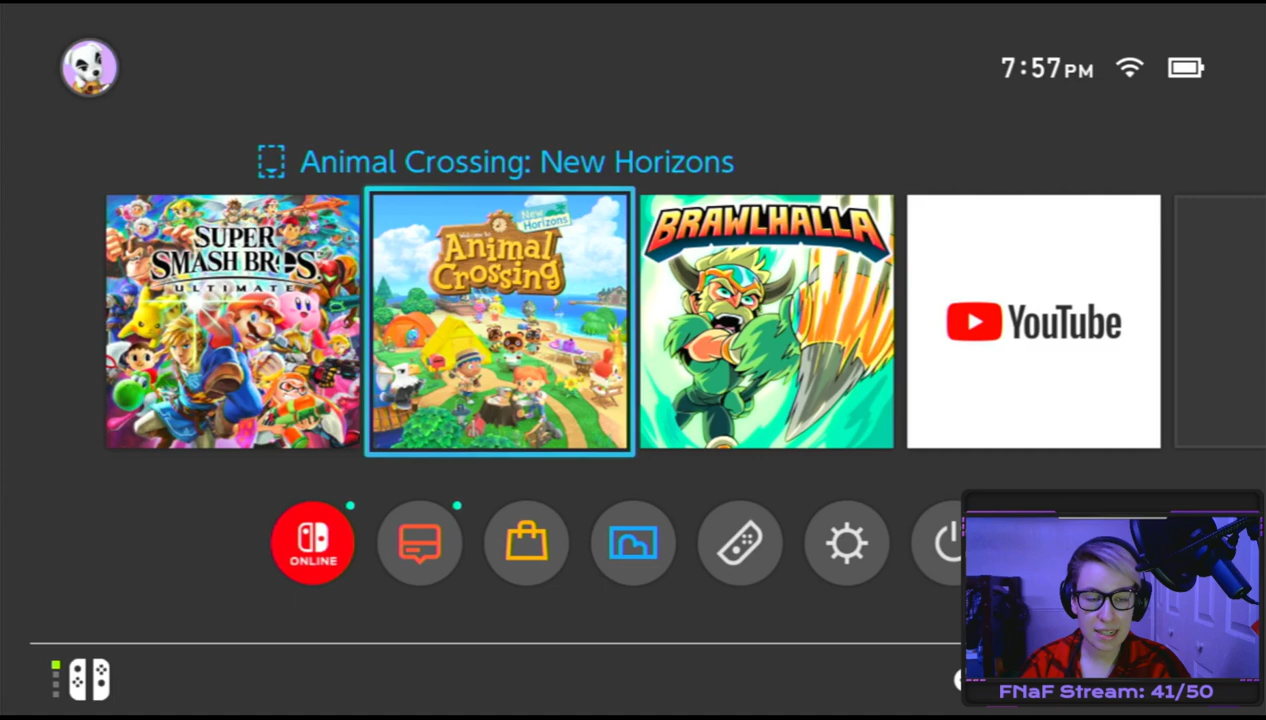 7:57PM
Animal Crossing: New Horizons
SUPER
SMASH BROS.
ULTIMATE
New
Horizons
Welcome to
Animal
Crossing
BRAWLHALLA
YouTube
ONLINE
FNaF Stream: 41/50